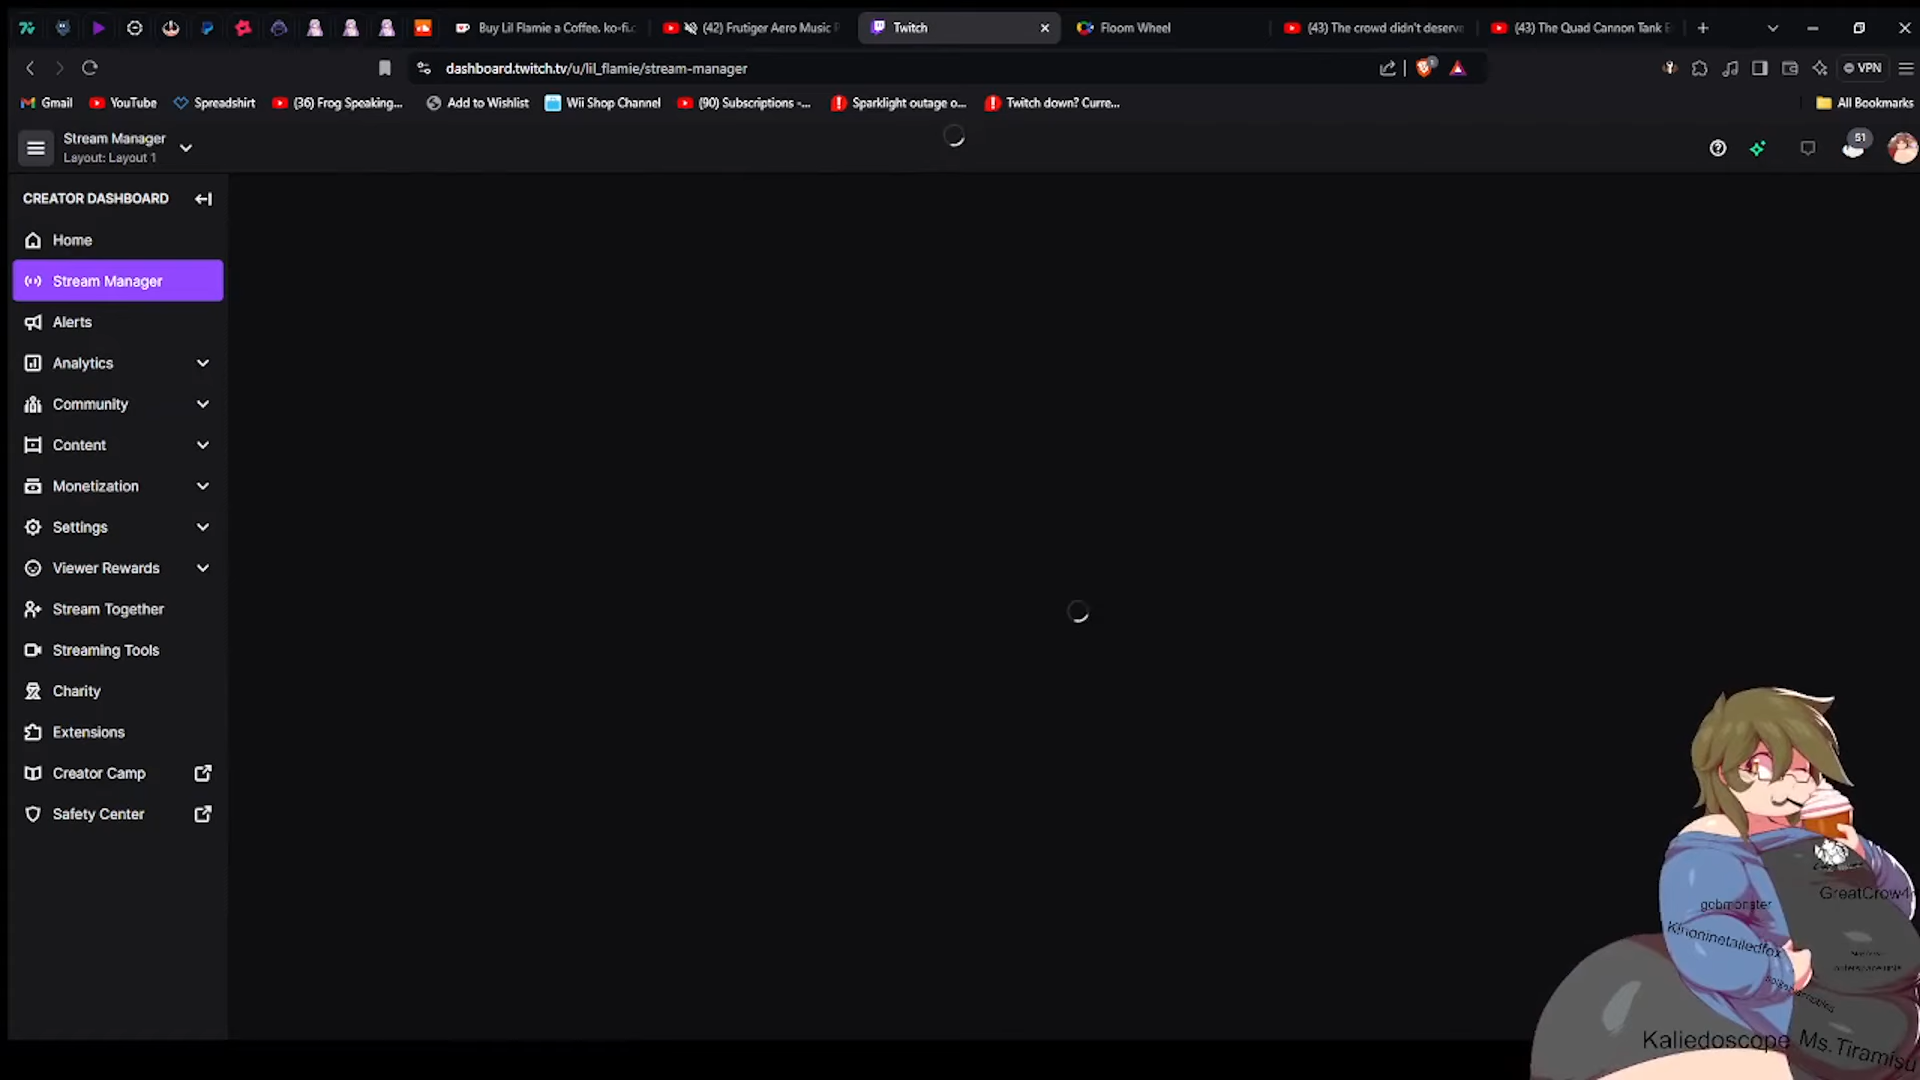 Buy Lil Flamie a Coffee. ko-fi.c
(42) Frutiger Aero Music P
Twitch
Floom Wheel
(43) The crowd didn't deserv
(43) The Quad Cannon Tank E
dashboard.twitch.tv/u/lil_flamie/stream-manager
1
VPN
Gmail
YouTube
Spreadshirt
(36) Frog Speaking...
Add to Wishlist
Wii Shop Channel
(90) Subscriptions -...
Sparklight outage o...
Twitch down? Curre...
All Bookmarks
Stream Manager
Layout: Layout 1
51
CREATOR DASHBOARD
Home
Stream Manager
Alerts
Analytics
Community
Content
Monetization
Settings
Viewer Rewards
Stream Together
Streaming Tools
Charity
Extensions
Creator Camp
Safety Center
GreatCrow4
gobmonster
Kinoninetailedfox
Kaliedoscope
Ms.Tiramisu